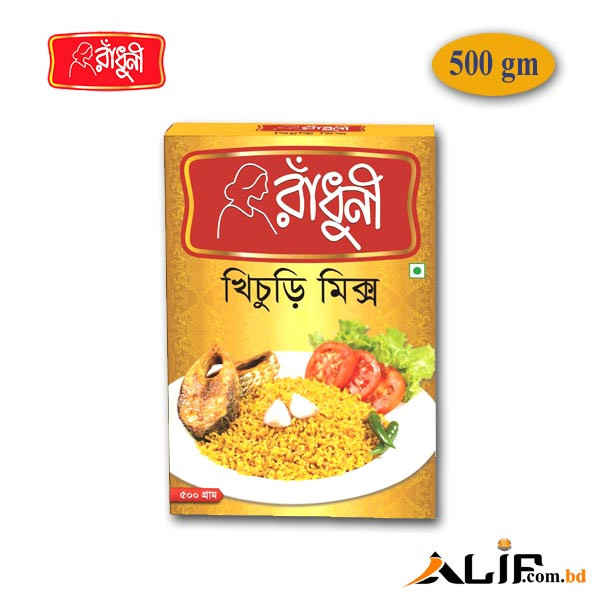 রাঁধুনী
500 gm
রাঁধুনী
খিচুড়ি মিক্স
রাঁধুনী
খিচুড়ি মিক্স
৫০০ গ্রাম
ALIF.com.bd